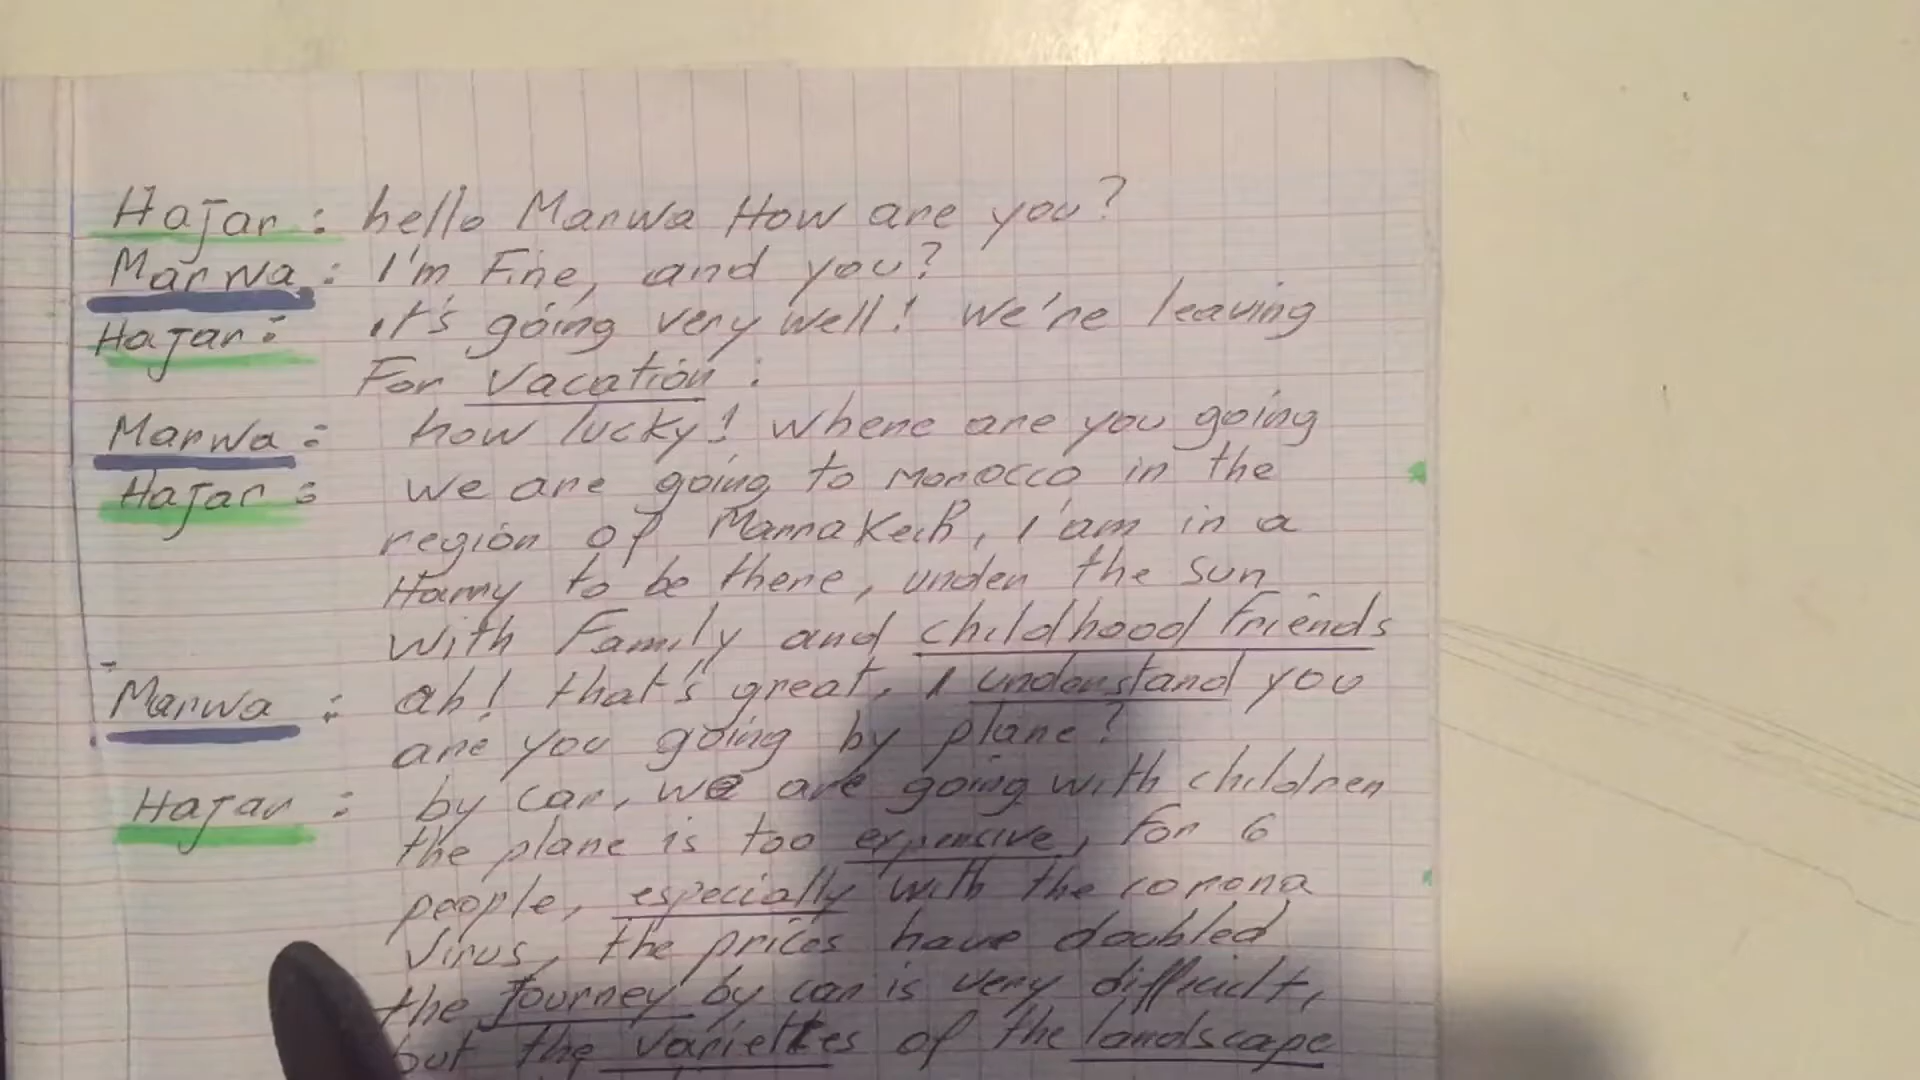 Hajar : hello Marwa How are you?
Marwa : I'm Fine, and you?
Hajar : it's going very well! we're leaving
For vacation :
Marwa : how lucky! where are you going
Hajar : we are going to morocco in the
region of Marrakech, I am in a
Harry to be there, under the sun
with Family and childhood Friends
Marwa : ah! that's great, I understand you
are you going by plane?
Hajar : by car, we are going with children
the plane is too expensive, for 6
people, especially with the corona
virus, the prices have doubled
the journey by car is very difficult,
but the varietes of the landscape